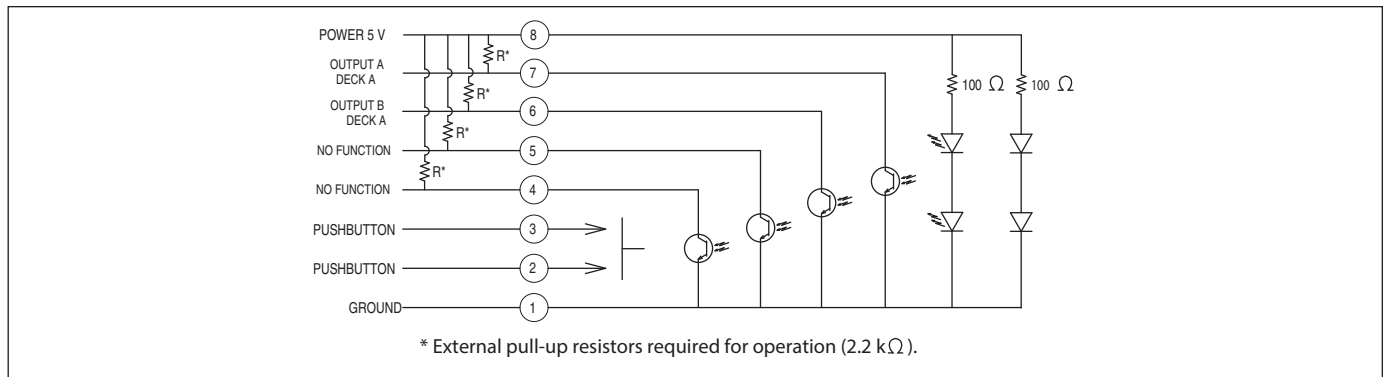 POWER 5 V
8
R*
OUTPUT A
DECK A
7
100 Ω
100 Ω
R*
OUTPUT B
DECK A
6
R*
NO FUNCTION
5
R*
NO FUNCTION
4
PUSHBUTTON
3
PUSHBUTTON
2
GROUND
1
* External pull-up resistors required for operation (2.2 kΩ ).